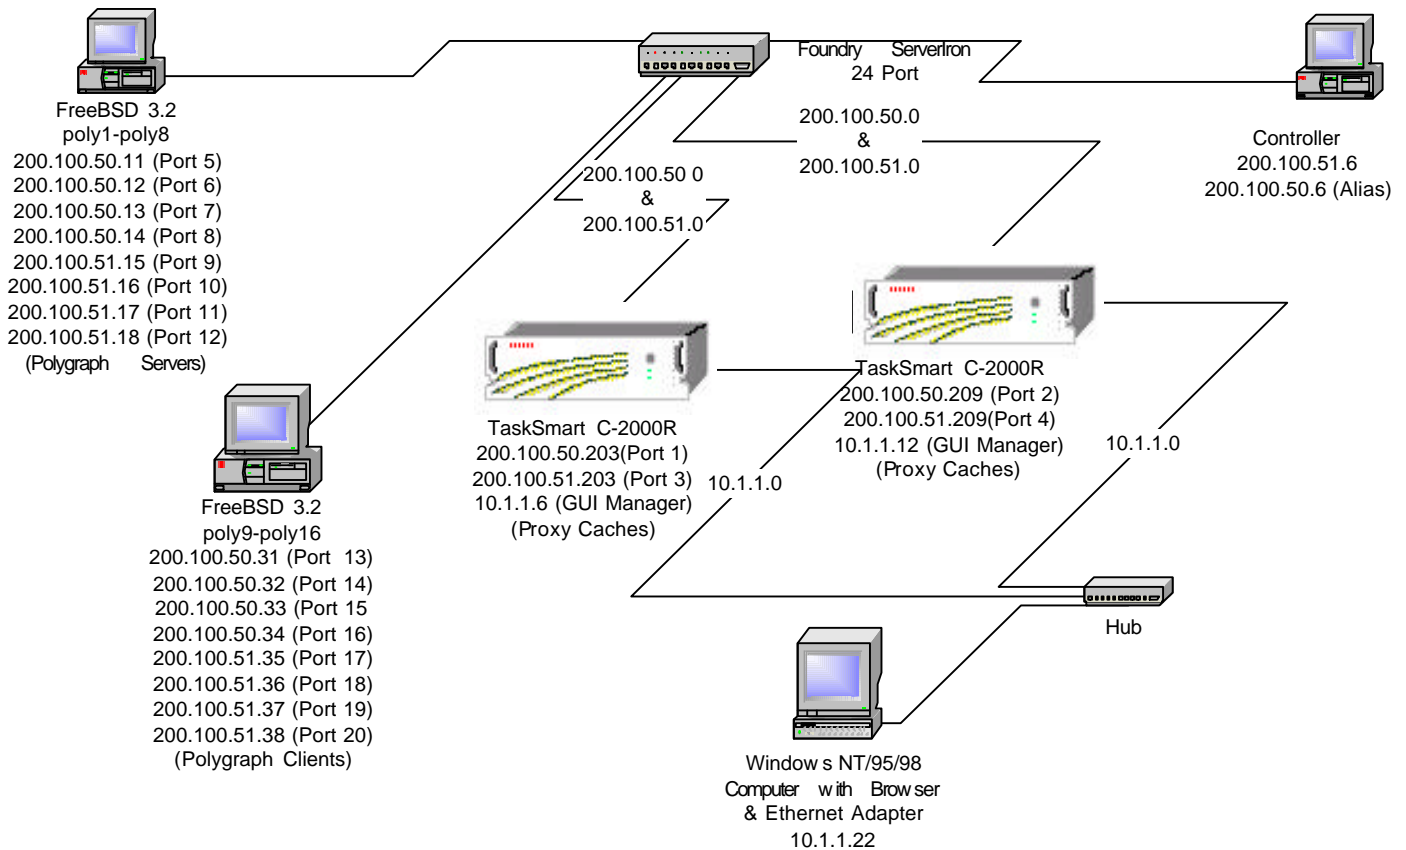 Foundry ServerIron
24 Port
FreeBSD 3.2
poly1-poly8
200.100.50.11 (Port 5)
200.100.50.12 (Port 6)
200.100.50.13 (Port 7)
200.100.50.14 (Port 8)
200.100.51.15 (Port 9)
200.100.51.16 (Port 10)
200.100.51.17 (Port 11)
200.100.51.18 (Port 12)
(Polygraph Servers)
200.100.50 0
&
200.100.51.0
200.100.50.0
&
200.100.51.0
Controller
200.100.51.6
200.100.50.6 (Alias)
TaskSmart C-2000R
200.100.50.203(Port 1)
200.100.51.203 (Port 3)
10.1.1.6 (GUI Manager)
(Proxy Caches)
10.1.1.0
TaskSmart C-2000R
200.100.50.209 (Port 2)
200.100.51.209(Port 4)
10.1.1.12 (GUI Manager)
(Proxy Caches)
10.1.1.0
FreeBSD 3.2
poly9-poly16
200.100.50.31 (Port 13)
200.100.50.32 (Port 14)
200.100.50.33 (Port 15
200.100.50.34 (Port 16)
200.100.51.35 (Port 17)
200.100.51.36 (Port 18)
200.100.51.37 (Port 19)
200.100.51.38 (Port 20)
(Polygraph Clients)
Hub
Windows NT/95/98
Computer with Browser
& Ethernet Adapter
10.1.1.22